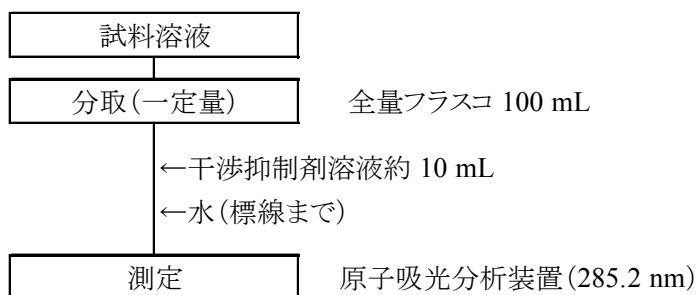 試料溶液
分取(一定量) 全量フラスコ 100 mL
←干渉抑制剤溶液約 10 mL
←水(標線まで)
測定 原子吸光分析装置(285.2 nm)